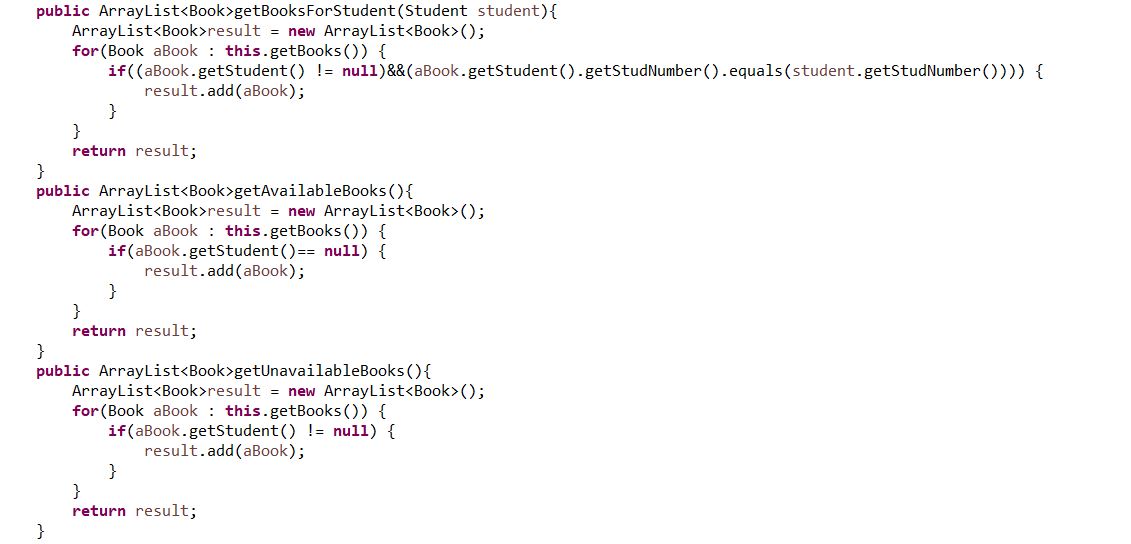 public ArrayList<Book>getBooksForStudent(Student student){
    ArrayList<Book>result = new ArrayList<Book>();
    for(Book aBook : this.getBooks()) {
        if((aBook.getStudent() != null)&&(aBook.getStudent().getStudNumber().equals(student.getStudNumber()))) {
            result.add(aBook);
        }
    }
    return result;
}
public ArrayList<Book>getAvailableBooks(){
    ArrayList<Book>result = new ArrayList<Book>();
    for(Book aBook : this.getBooks()) {
        if(aBook.getStudent()== null) {
            result.add(aBook);
        }
    }
    return result;
}
public ArrayList<Book>getUnavailableBooks(){
    ArrayList<Book>result = new ArrayList<Book>();
    for(Book aBook : this.getBooks()) {
        if(aBook.getStudent() != null) {
            result.add(aBook);
        }
    }
    return result;
}